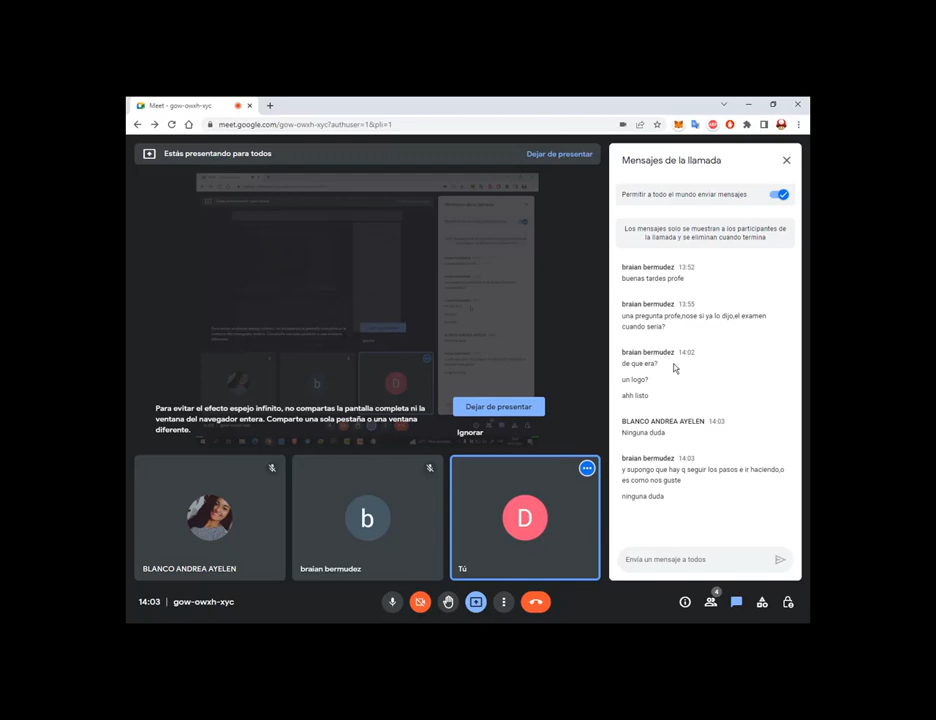 Meet - gow-owxh-xyc
meet.google.com/gow-owxh-xyc?authuser=1&pli=1
Estás presentando para todos
Dejar de presentar
Para evitar el efecto espejo infinito, no compartas la pantalla completa ni la
ventana del navegador entera. Comparte una sola pestaña o una ventana
diferente.
Dejar de presentar
Ignorar
BLANCO ANDREA AYELEN
b
braian bermudez
D
Tú
Mensajes de la llamada
Permitir a todo el mundo enviar mensajes
Los mensajes solo se muestran a los participantes de
la llamada y se eliminan cuando termina
braian bermudez 13:52
buenas tardes profe
braian bermudez 13:55
una pregunta profe,nose si ya lo dijo,el examen
cuando seria?
braian bermudez 14:02
de que era?
un logo?
ahh listo
BLANCO ANDREA AYELEN 14:03
Ninguna duda
braian bermudez 14:03
y supongo que hay q seguir los pasos e ir haciendo,o
es como nos guste
ninguna duda
Envía un mensaje a todos
14:03 | gow-owxh-xyc
4